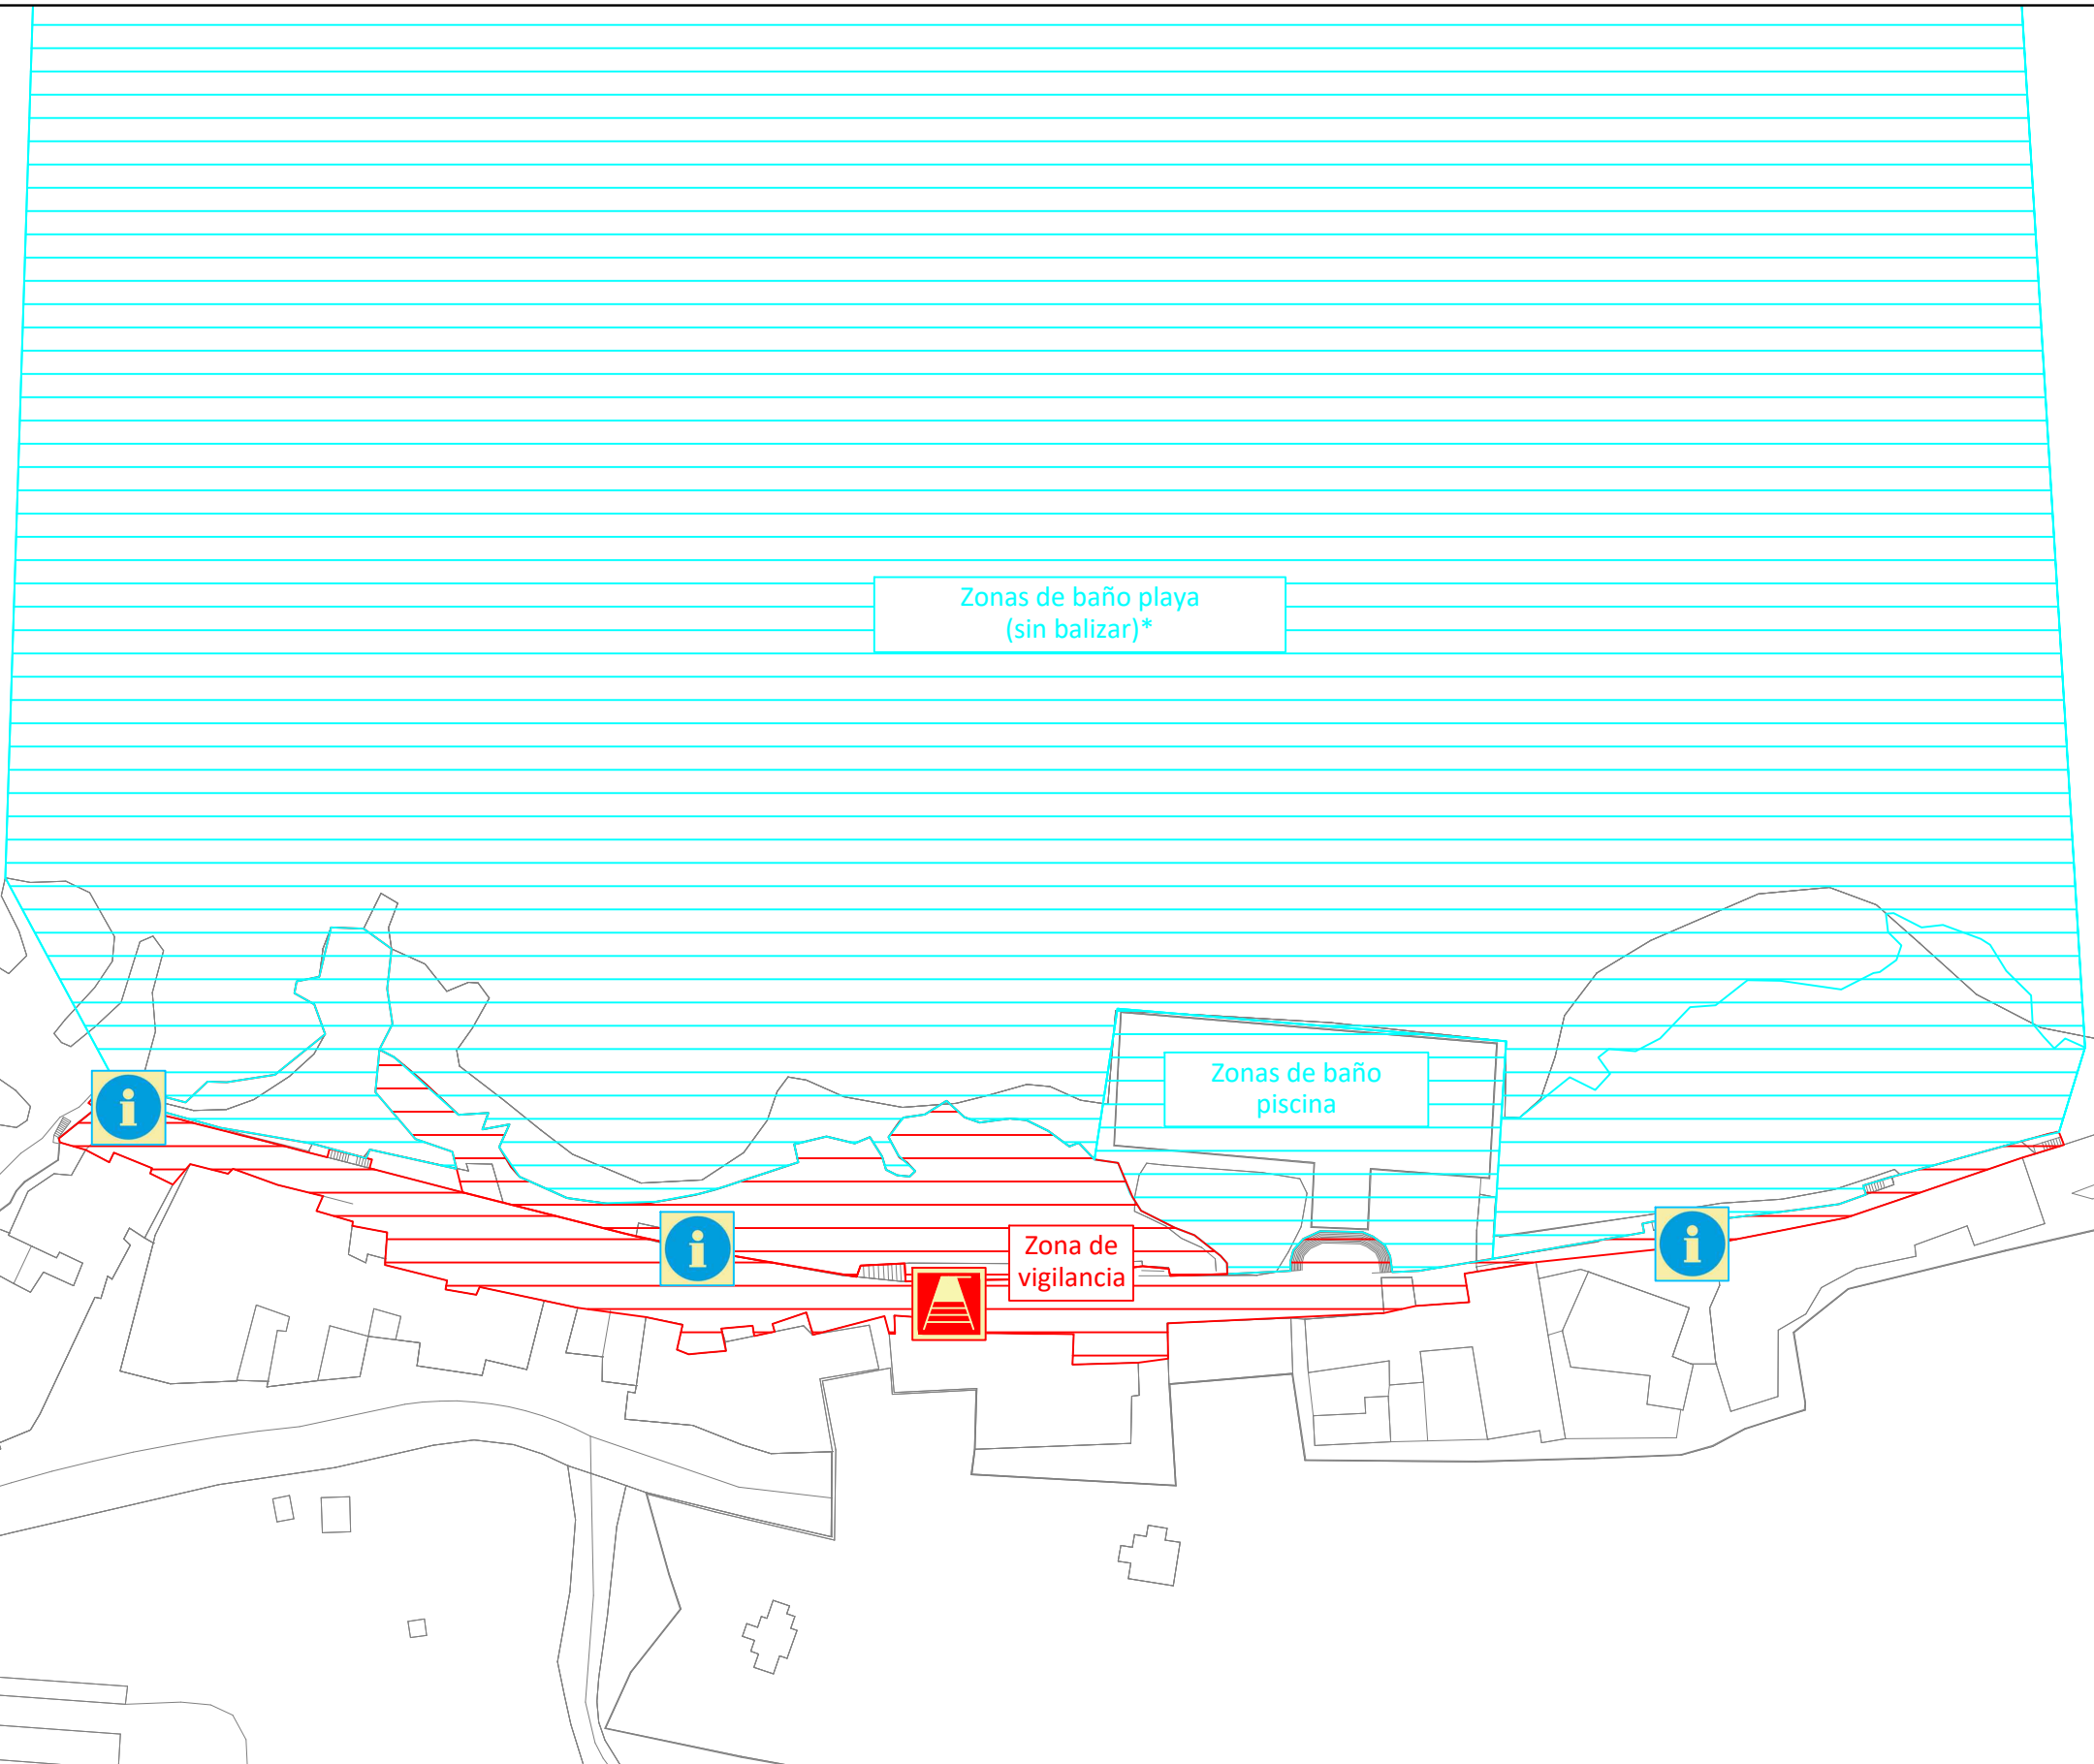 Zonas de baño playa
(sin balizar)*
Zonas de baño
piscina
Zona de
vigilancia
i
i
i